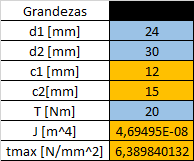 Grandezas
d1 [mm] 24
d2 [mm] 30
c1 [mm] 12
c2[mm] 15
T [Nm] 20
J [m^4] 4,69495E-08
tmax [N/mm^2] 6,389840132